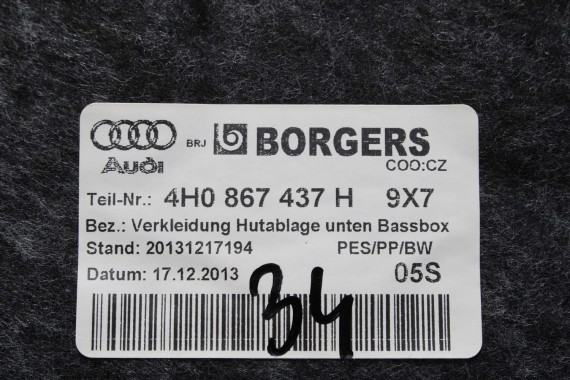 BRJ BORGERS
Audi COO:CZ
Teil-Nr.: 4H0 867 437 H 9X7
Bez.: Verkleidung Hutablage unten Bassbox
Stand: 20131217194 PES/PP/BW
Datum: 17.12.2013 05S
34